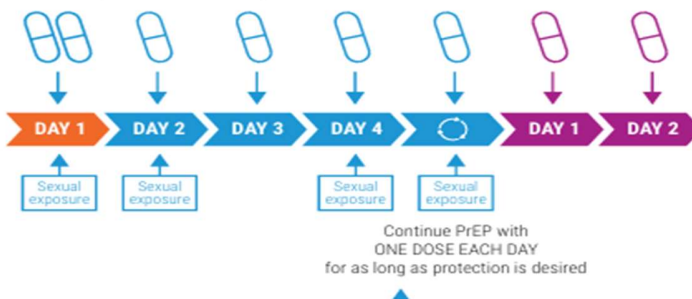 DAY 1 DAY 2 DAY 3 DAY 4 DAY 1 DAY 2
Sexual exposure
Sexual exposure
Sexual exposure
Sexual exposure
Continue PrEP with
ONE DOSE EACH DAY
for as long as protection is desired